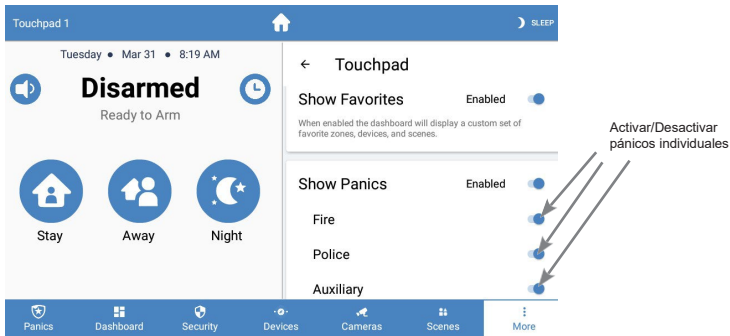 Touchpad 1
SLEEP
Tuesday ● Mar 31 ● 8:19 AM
Disarmed
Ready to Arm
Stay
Away
Night
Touchpad
Show Favorites
Enabled
When enabled the dashboard will display a custom set of
favorite zones, devices, and scenes.
Show Panics
Enabled
Fire
Police
Auxiliary
Activar/Desactivar
pánicos individuales
Panics
Dashboard
Security
Devices
Cameras
Scenes
More